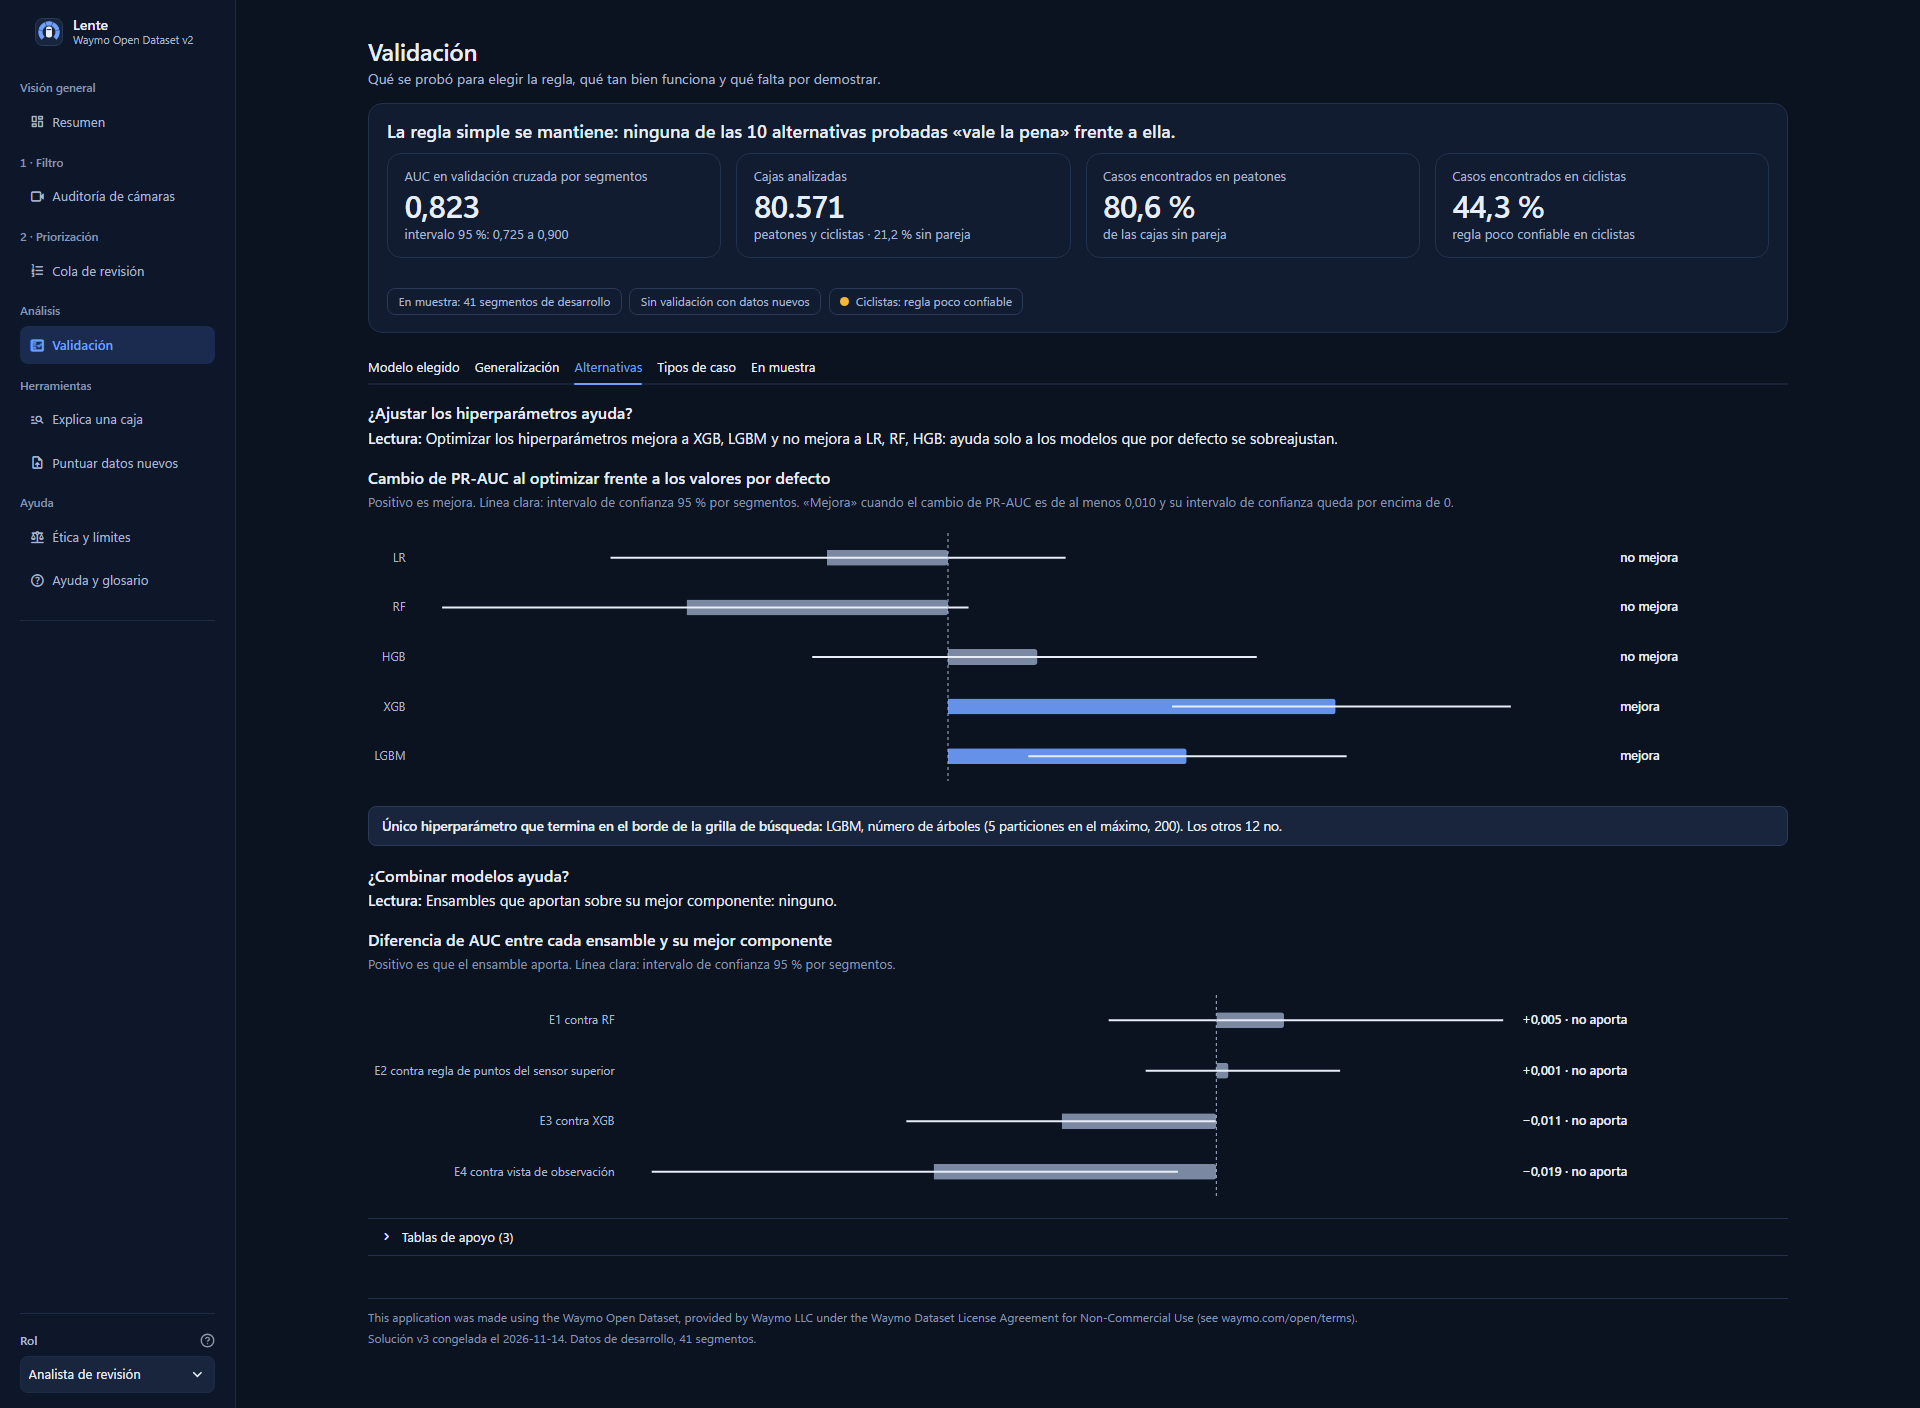 Lente
Waymo Open Dataset v2
Visión general
Resumen
1 · Filtro
Auditoría de cámaras
2 · Priorización
Cola de revisión
Análisis
Validación
Herramientas
Explica una caja
Puntuar datos nuevos
Ayuda
Ética y límites
Ayuda y glosario
Rol
Analista de revisión
Validación
Qué se probó para elegir la regla, qué tan bien funciona y qué falta por demostrar.
La regla simple se mantiene: ninguna de las 10 alternativas probadas «vale la pena» frente a ella.
AUC en validación cruzada por segmentos
0,823
intervalo 95 %: 0,725 a 0,900
Cajas analizadas
80.571
peatones y ciclistas · 21,2 % sin pareja
Casos encontrados en peatones
80,6 %
de las cajas sin pareja
Casos encontrados en ciclistas
44,3 %
regla poco confiable en ciclistas
En muestra: 41 segmentos de desarrollo
Sin validación con datos nuevos
Ciclistas: regla poco confiable
Modelo elegido Generalización Alternativas Tipos de caso En muestra
¿Ajustar los hiperparámetros ayuda?
Lectura: Optimizar los hiperparámetros mejora a XGB, LGBM y no mejora a LR, RF, HGB: ayuda solo a los modelos que por defecto se sobreajustan.
Cambio de PR-AUC al optimizar frente a los valores por defecto
Positivo es mejora. Línea clara: intervalo de confianza 95 % por segmentos. «Mejora» cuando el cambio de PR-AUC es de al menos 0,010 y su intervalo de confianza queda por encima de 0.
LR no mejora
RF no mejora
HGB no mejora
XGB mejora
LGBM mejora
Único hiperparámetro que termina en el borde de la grilla de búsqueda: LGBM, número de árboles (5 particiones en el máximo, 200). Los otros 12 no.
¿Combinar modelos ayuda?
Lectura: Ensambles que aportan sobre su mejor componente: ninguno.
Diferencia de AUC entre cada ensamble y su mejor componente
Positivo es que el ensamble aporta. Línea clara: intervalo de confianza 95 % por segmentos.
E1 contra RF +0,005 · no aporta
E2 contra regla de puntos del sensor superior +0,001 · no aporta
E3 contra XGB −0,011 · no aporta
E4 contra vista de observación −0,019 · no aporta
Tablas de apoyo (3)
This application was made using the Waymo Open Dataset, provided by Waymo LLC under the Waymo Dataset License Agreement for Non-Commercial Use (see waymo.com/open/terms).
Solución v3 congelada el 2026-11-14. Datos de desarrollo, 41 segmentos.